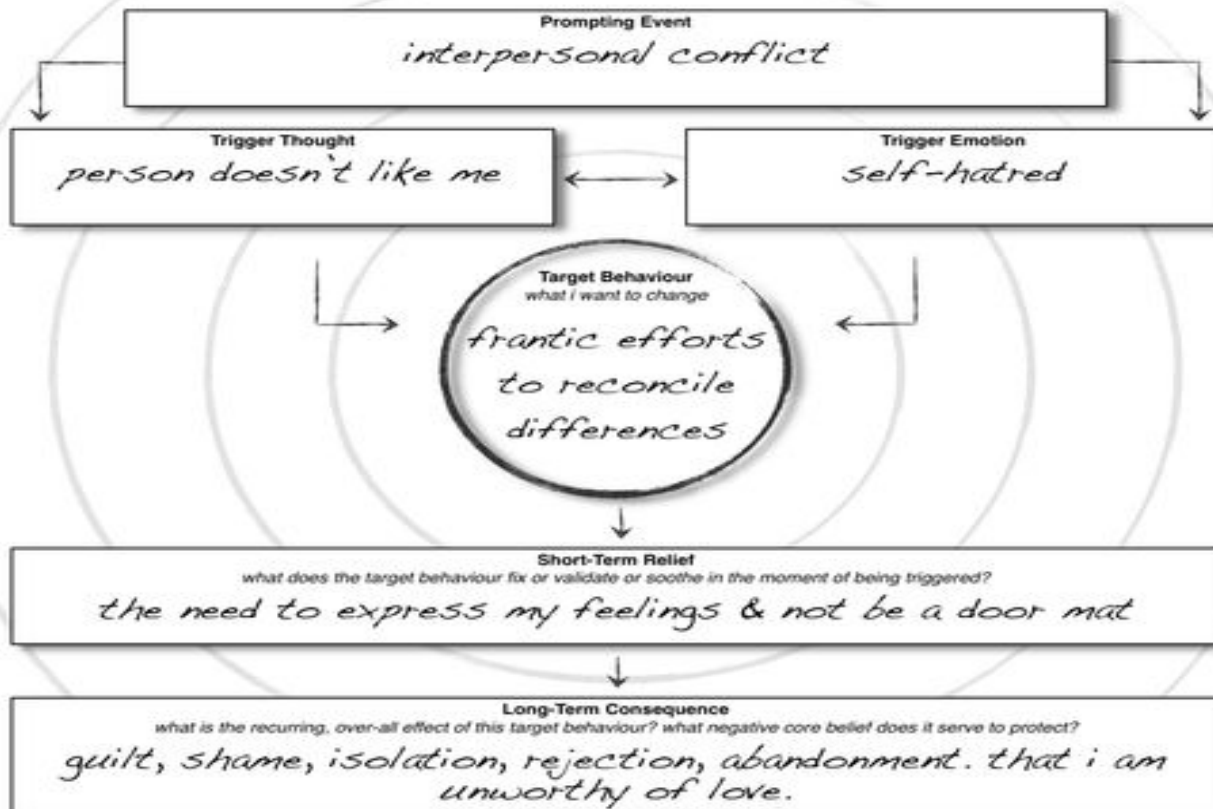 Prompting Event
interpersonal conflict
Trigger Thought
person doesn't like me
Trigger Emotion
self-hatred
Target Behaviour
what i want to change
frantic efforts
to reconcile
differences
Short-Term Relief
what does the target behaviour fix or validate or soothe in the moment of being triggered?
the need to express my feelings & not be a door mat
Long-Term Consequence
what is the recurring, over-all effect of this target behaviour? what negative core belief does it serve to protect?
guilt, shame, isolation, rejection, abandonment. that i am
unworthy of love.